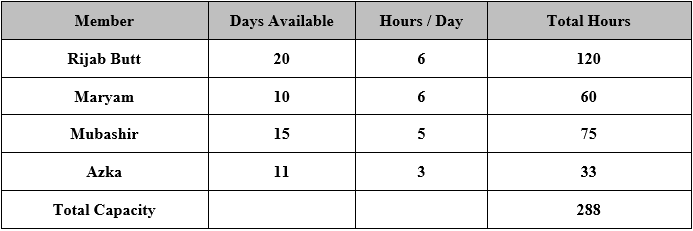 Member Days Available Hours / Day Total Hours
Rijab Butt 20 6 120
Maryam 10 6 60
Mubashir 15 5 75
Azka 11 3 33
Total Capacity 288